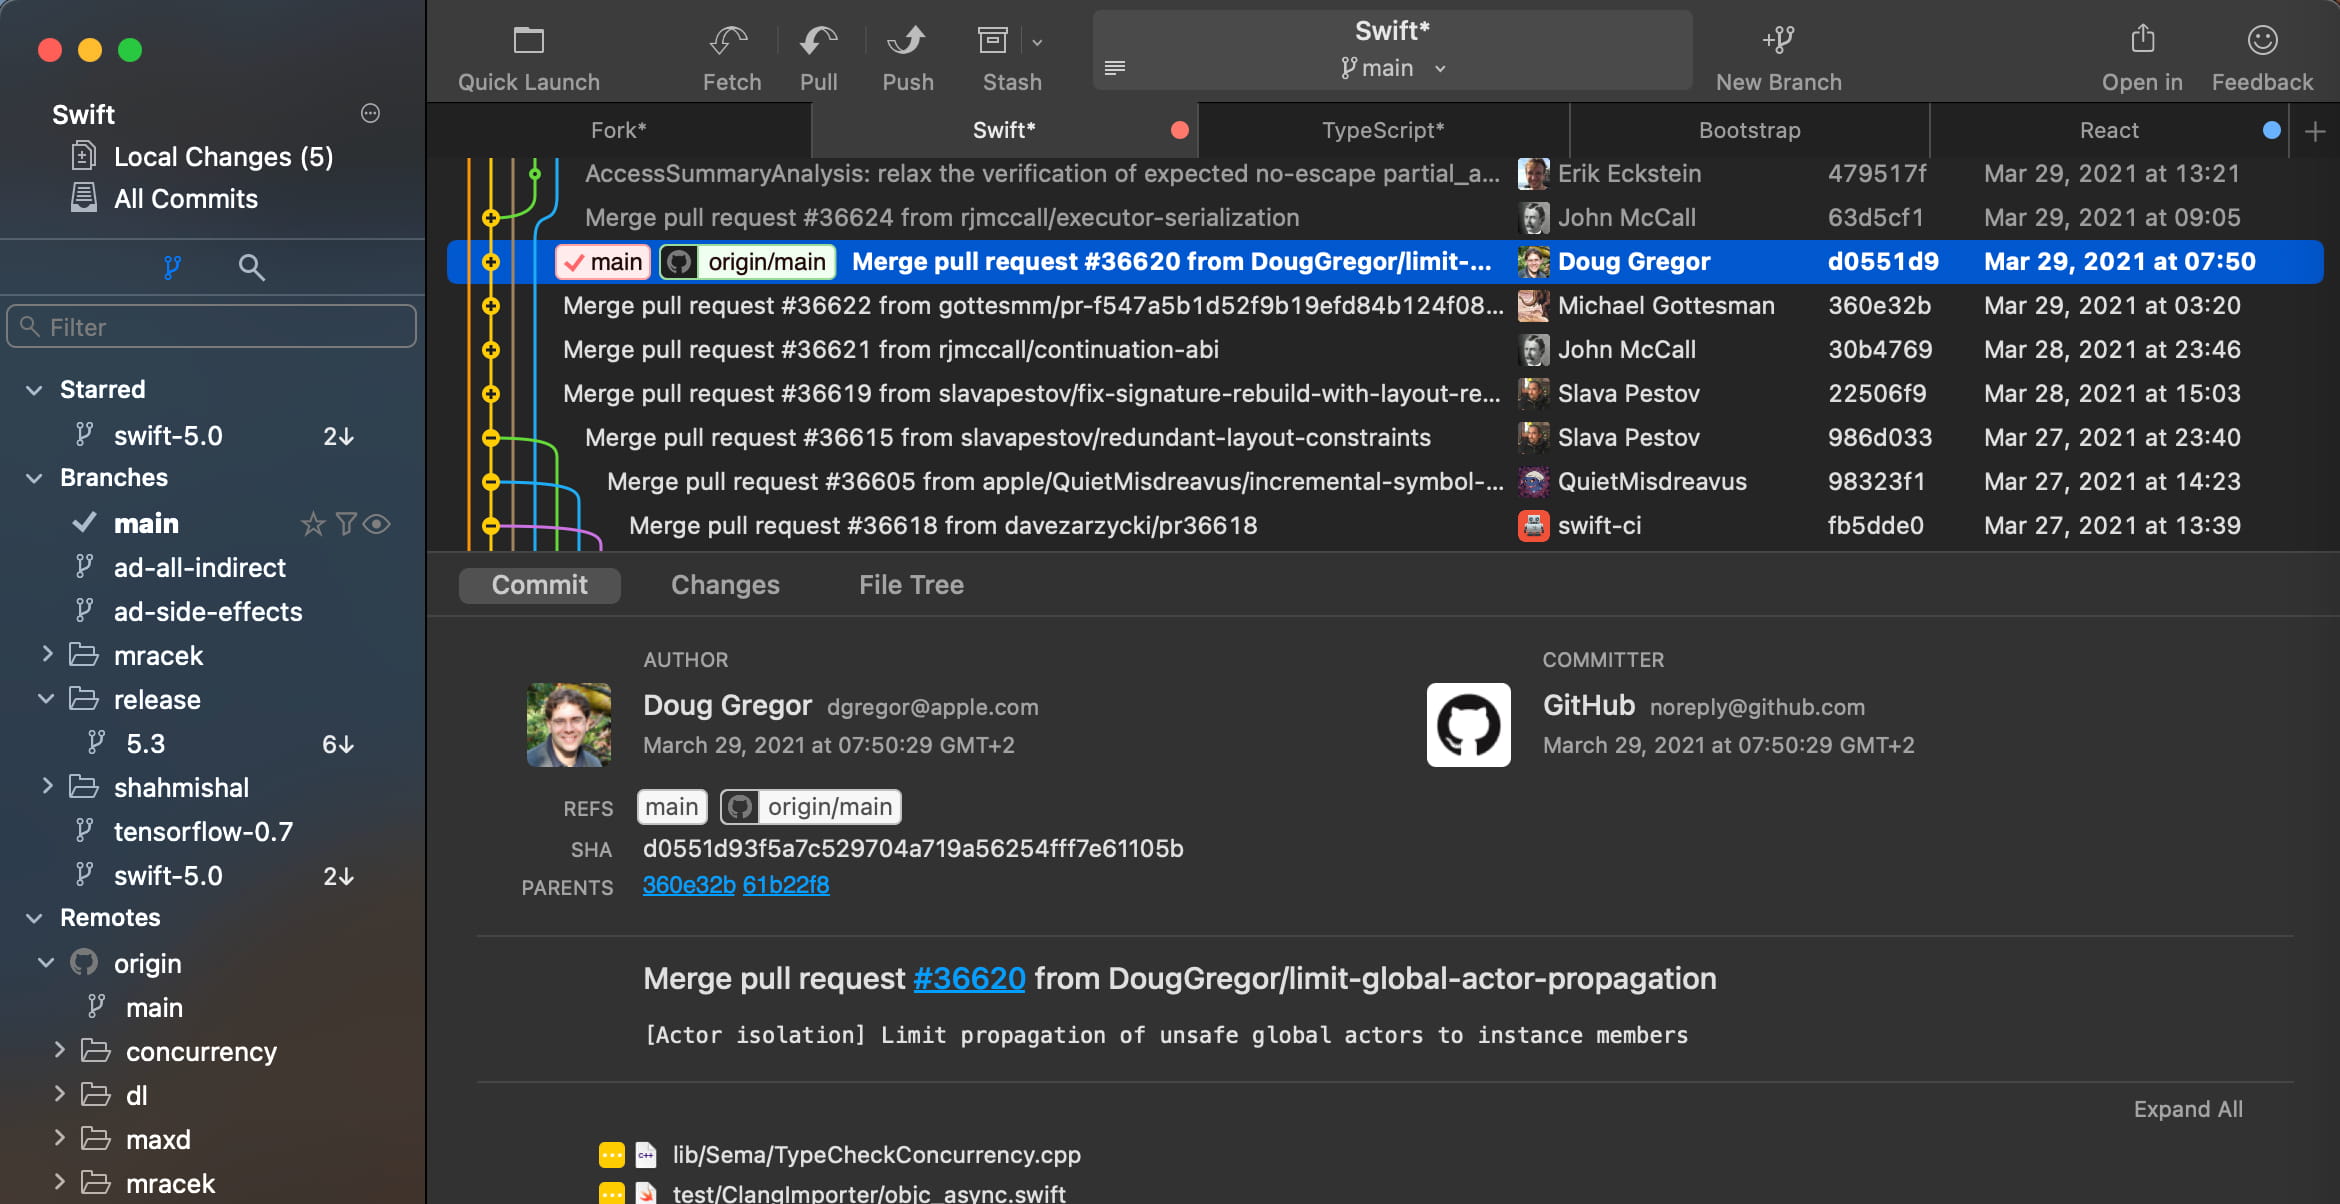 Quick Launch
Fetch
Pull
Push
Stash
Swift*
main
New Branch
Open in
Feedback
Swift
Local Changes (5)
All Commits
Filter
Starred
swift-5.0 2↓
Branches
main
ad-all-indirect
ad-side-effects
mracek
release
5.3 6↓
shahmishal
tensorflow-0.7
swift-5.0 2↓
Remotes
origin
main
concurrency
dl
maxd
mracek
Fork* Swift* TypeScript* Bootstrap React
AccessSummaryAnalysis: relax the verification of expected no-escape partial_a... Erik Eckstein 479517f Mar 29, 2021 at 13:21
Merge pull request #36624 from rjmccall/executor-serialization John McCall 63d5cf1 Mar 29, 2021 at 09:05
main origin/main Merge pull request #36620 from DougGregor/limit-... Doug Gregor d0551d9 Mar 29, 2021 at 07:50
Merge pull request #36622 from gottesmm/pr-f547a5b1d52f9b19efd84b124f08... Michael Gottesman 360e32b Mar 29, 2021 at 03:20
Merge pull request #36621 from rjmccall/continuation-abi John McCall 30b4769 Mar 28, 2021 at 23:46
Merge pull request #36619 from slavapestov/fix-signature-rebuild-with-layout-re... Slava Pestov 22506f9 Mar 28, 2021 at 15:03
Merge pull request #36615 from slavapestov/redundant-layout-constraints Slava Pestov 986d033 Mar 27, 2021 at 23:40
Merge pull request #36605 from apple/QuietMisdreavus/incremental-symbol-... QuietMisdreavus 98323f1 Mar 27, 2021 at 14:23
Merge pull request #36618 from davezarzycki/pr36618 swift-ci fb5dde0 Mar 27, 2021 at 13:39
Commit Changes File Tree
AUTHOR
Doug Gregor dgregor@apple.com
March 29, 2021 at 07:50:29 GMT+2
COMMITTER
GitHub noreply@github.com
March 29, 2021 at 07:50:29 GMT+2
REFS main origin/main
SHA d0551d93f5a7c529704a719a56254fff7e61105b
PARENTS 360e32b 61b22f8
Merge pull request #36620 from DougGregor/limit-global-actor-propagation
[Actor isolation] Limit propagation of unsafe global actors to instance members
Expand All
C++ lib/Sema/TypeCheckConcurrency.cpp
test/ClangImporter/objc_async.swift